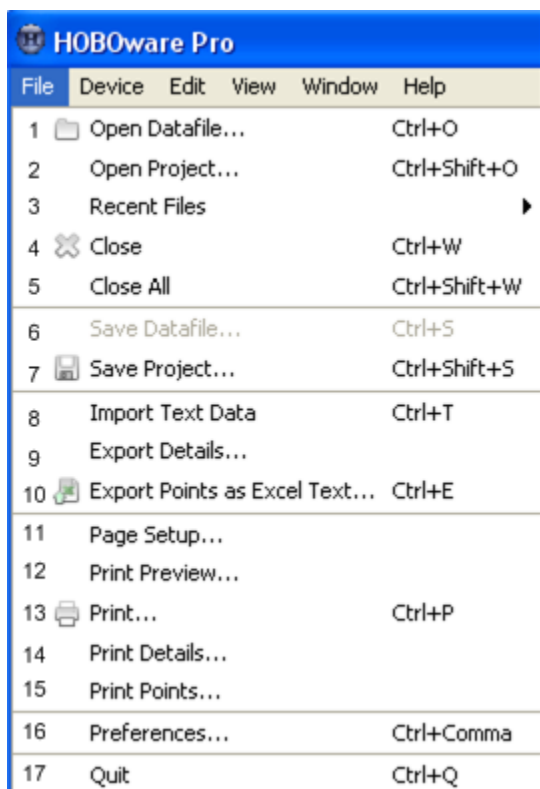 HOBOware Pro
File Device Edit View Window Help
1 Open Datafile... Ctrl+O
2 Open Project... Ctrl+Shift+O
3 Recent Files
4 Close Ctrl+W
5 Close All Ctrl+Shift+W
6 Save Datafile... Ctrl+S
7 Save Project... Ctrl+Shift+S
8 Import Text Data Ctrl+T
9 Export Details...
10 Export Points as Excel Text... Ctrl+E
11 Page Setup...
12 Print Preview...
13 Print... Ctrl+P
14 Print Details...
15 Print Points...
16 Preferences... Ctrl+Comma
17 Quit Ctrl+Q